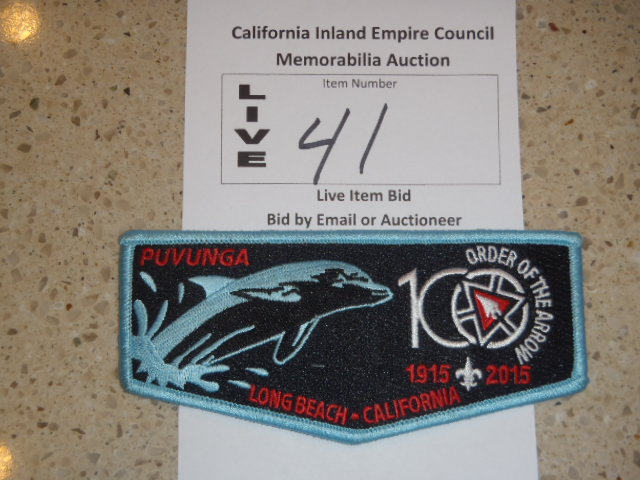 California Inland Empire Council
Memorabilia Auction
Item Number
LIVE
41
Live Item Bid
Bid by Email or Auctioneer
PUVUNGA
100
ORDER OF THE ARROW
1915 2015
LONG BEACH - CALIFORNIA